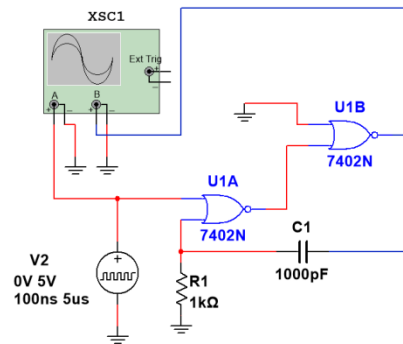 XSC1
Ext Trig
+
_
A
B
+
_
+
_
U1B
7402N
U1A
7402N
V2
0V 5V
100ns 5us
+
R1
1kΩ
C1
1000pF